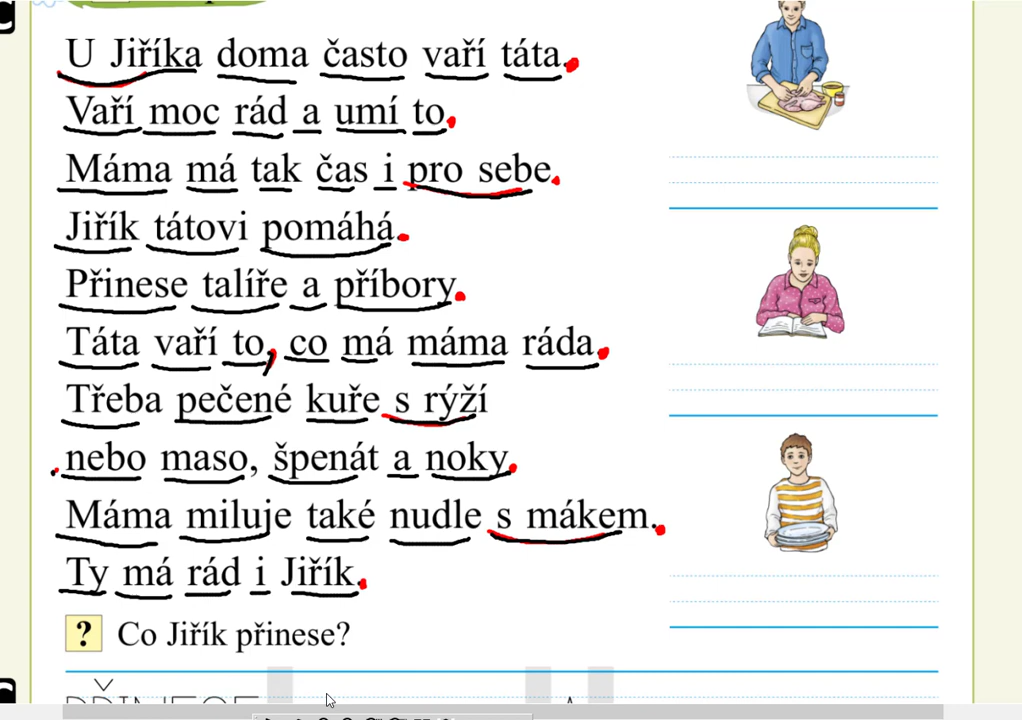 U Jiříka doma často vaří táta.
Vaří moc rád a umí to.
Máma má tak čas i pro sebe.
Jiřík tátovi pomáhá.
Přinese talíře a příbory.
Táta vaří to, co má máma ráda.
Třeba pečené kuře s rýží
nebo maso, špenát a noky.
Máma miluje také nudle s mákem.
Ty má rád i Jiřík.
? Co Jiřík přinese?